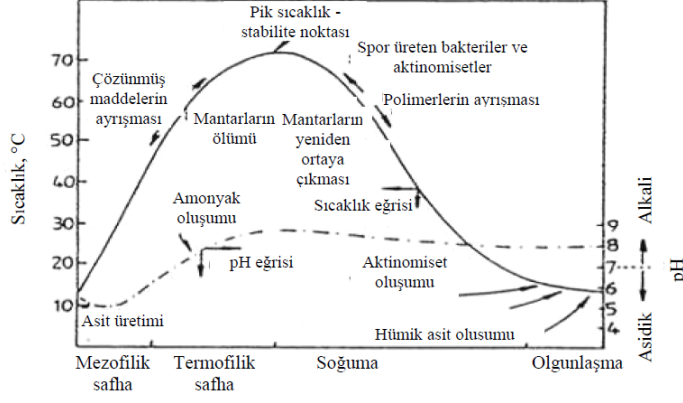 Pik sıcaklık -
stabilite noktası
Spor üreten bakteriler ve
aktinomisetler
Çözünmüş
maddelerin
ayrışması
Polimerlerin ayrışması
Mantarların
ölümü
Mantarların
yeniden
ortaya
çıkması
Sıcaklık eğrisi
Amonyak
oluşumu
pH eğrisi
Aktinomiset
oluşumu
Asit üretimi
Hümik asit olusumu
Sıcaklık, °C
70
60
50
40
30
20
10
9
8
7
6
5
4
Alkali
pH
Asidik
Mezofilik
safha
Termofilik
safha
Soğuma
Olgunlaşma